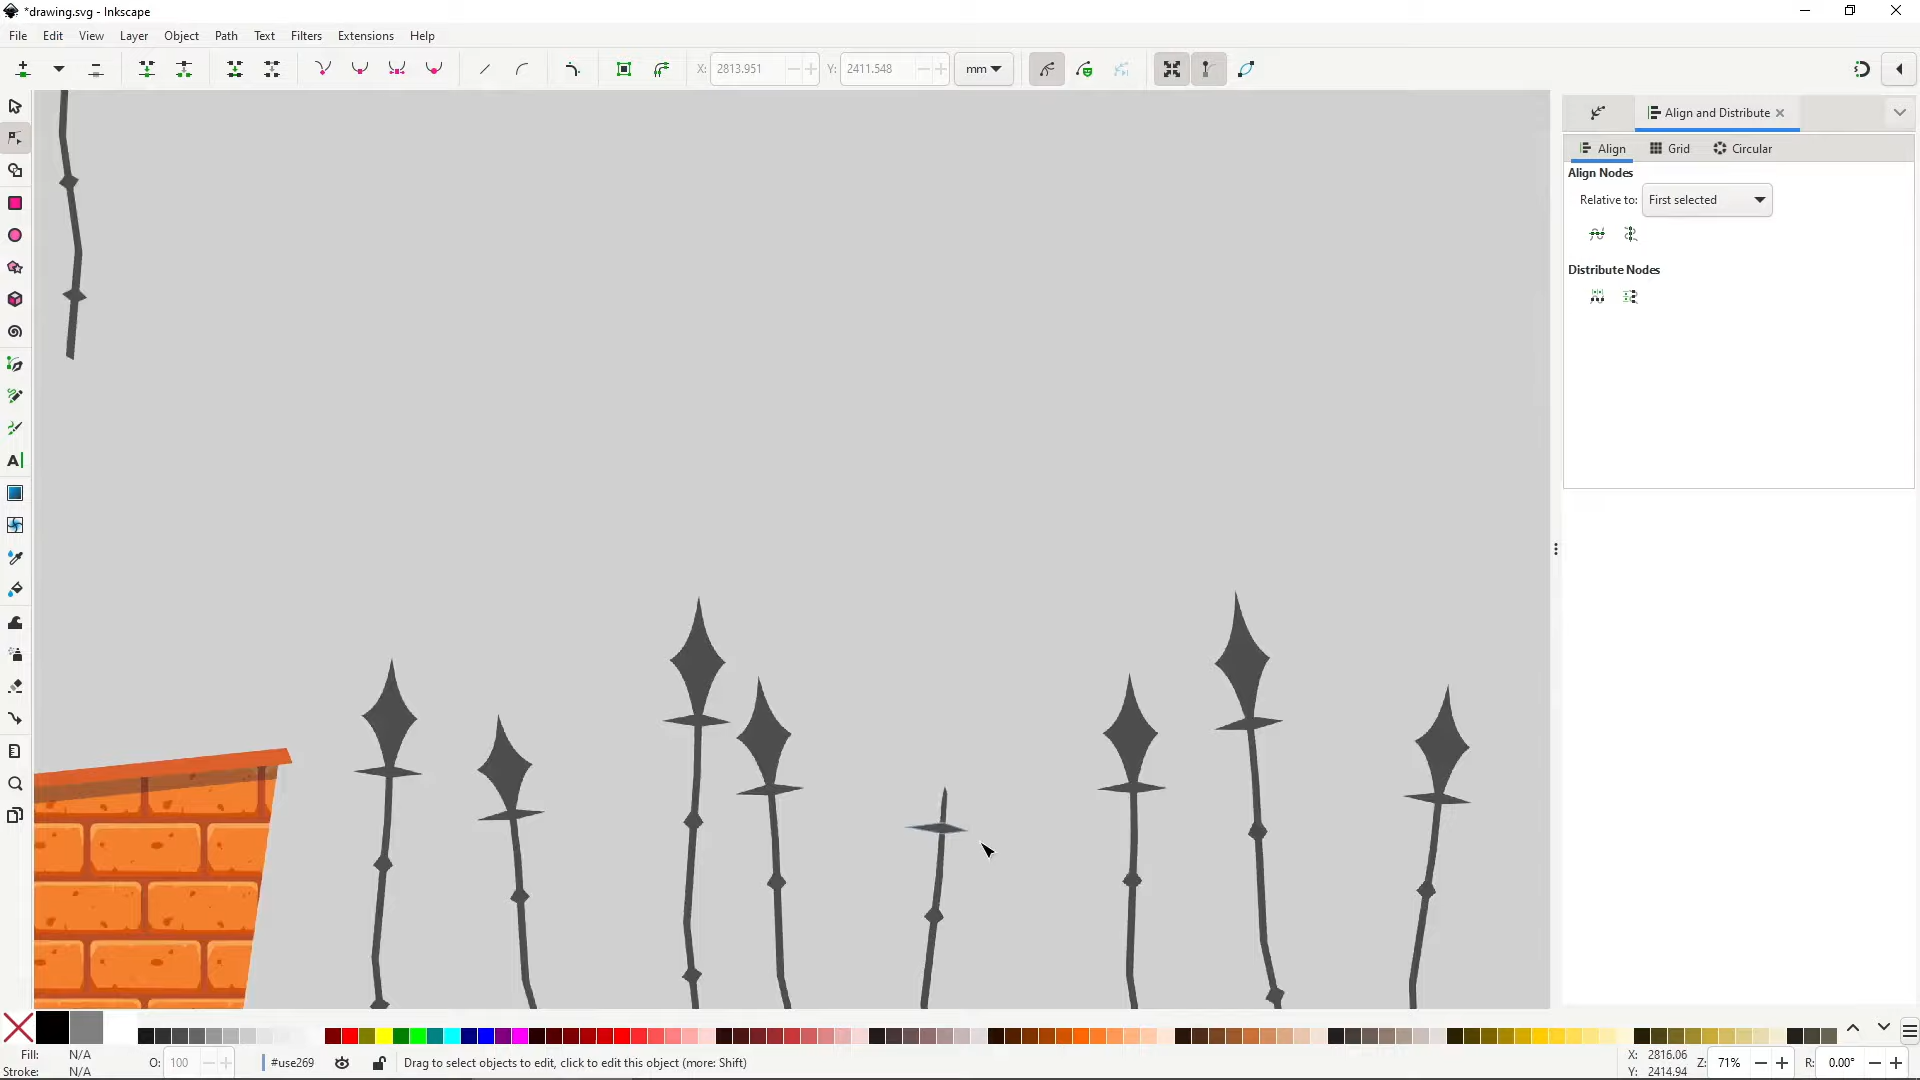 *drawing.svg - Inkscape
File Edit View Layer Object Path Text Filters Extensions Help
X: 2813.951 Y: 2411.548 mm
Align and Distribute
Align Grid Circular
Align Nodes
Relative to: First selected
Distribute Nodes
Fill: N/A
Stroke: N/A
O: 100
#use269
Drag to select objects to edit, click to edit this object (more: Shift)
X: 2816.06
Y: 2414.94
Z: 71%
R: 0.00°